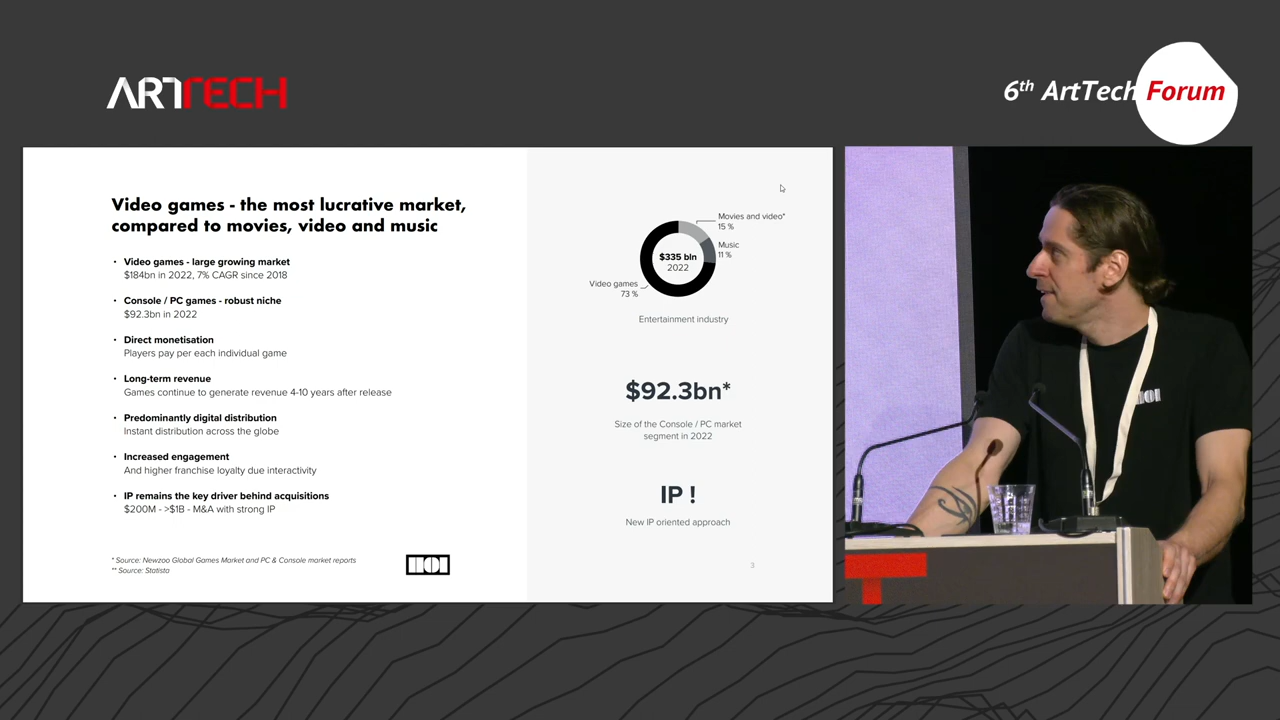 ARTTECH
6th ArtTech Forum
Video games - the most lucrative market,
compared to movies, video and music
• Video games - large growing market
$184bn in 2022, 7% CAGR since 2018
• Console / PC games - robust niche
$92.3bn in 2022
• Direct monetisation
Players pay per each individual game
• Long-term revenue
Games continue to generate revenue 4-10 years after release
• Predominantly digital distribution
Instant distribution across the globe
• Increased engagement
And higher franchise loyalty due interactivity
• IP remains the key driver behind acquisitions
$200M - >$1B - M&A with strong IP
* Source: Newzoo Global Games Market and PC & Console market reports
** Source: Statista
Movies and video*
15 %
Music
11 %
$335 bln
2022
Video games
73 %
Entertainment industry
$92.3bn*
Size of the Console / PC market
segment in 2022
IP !
New IP oriented approach
3